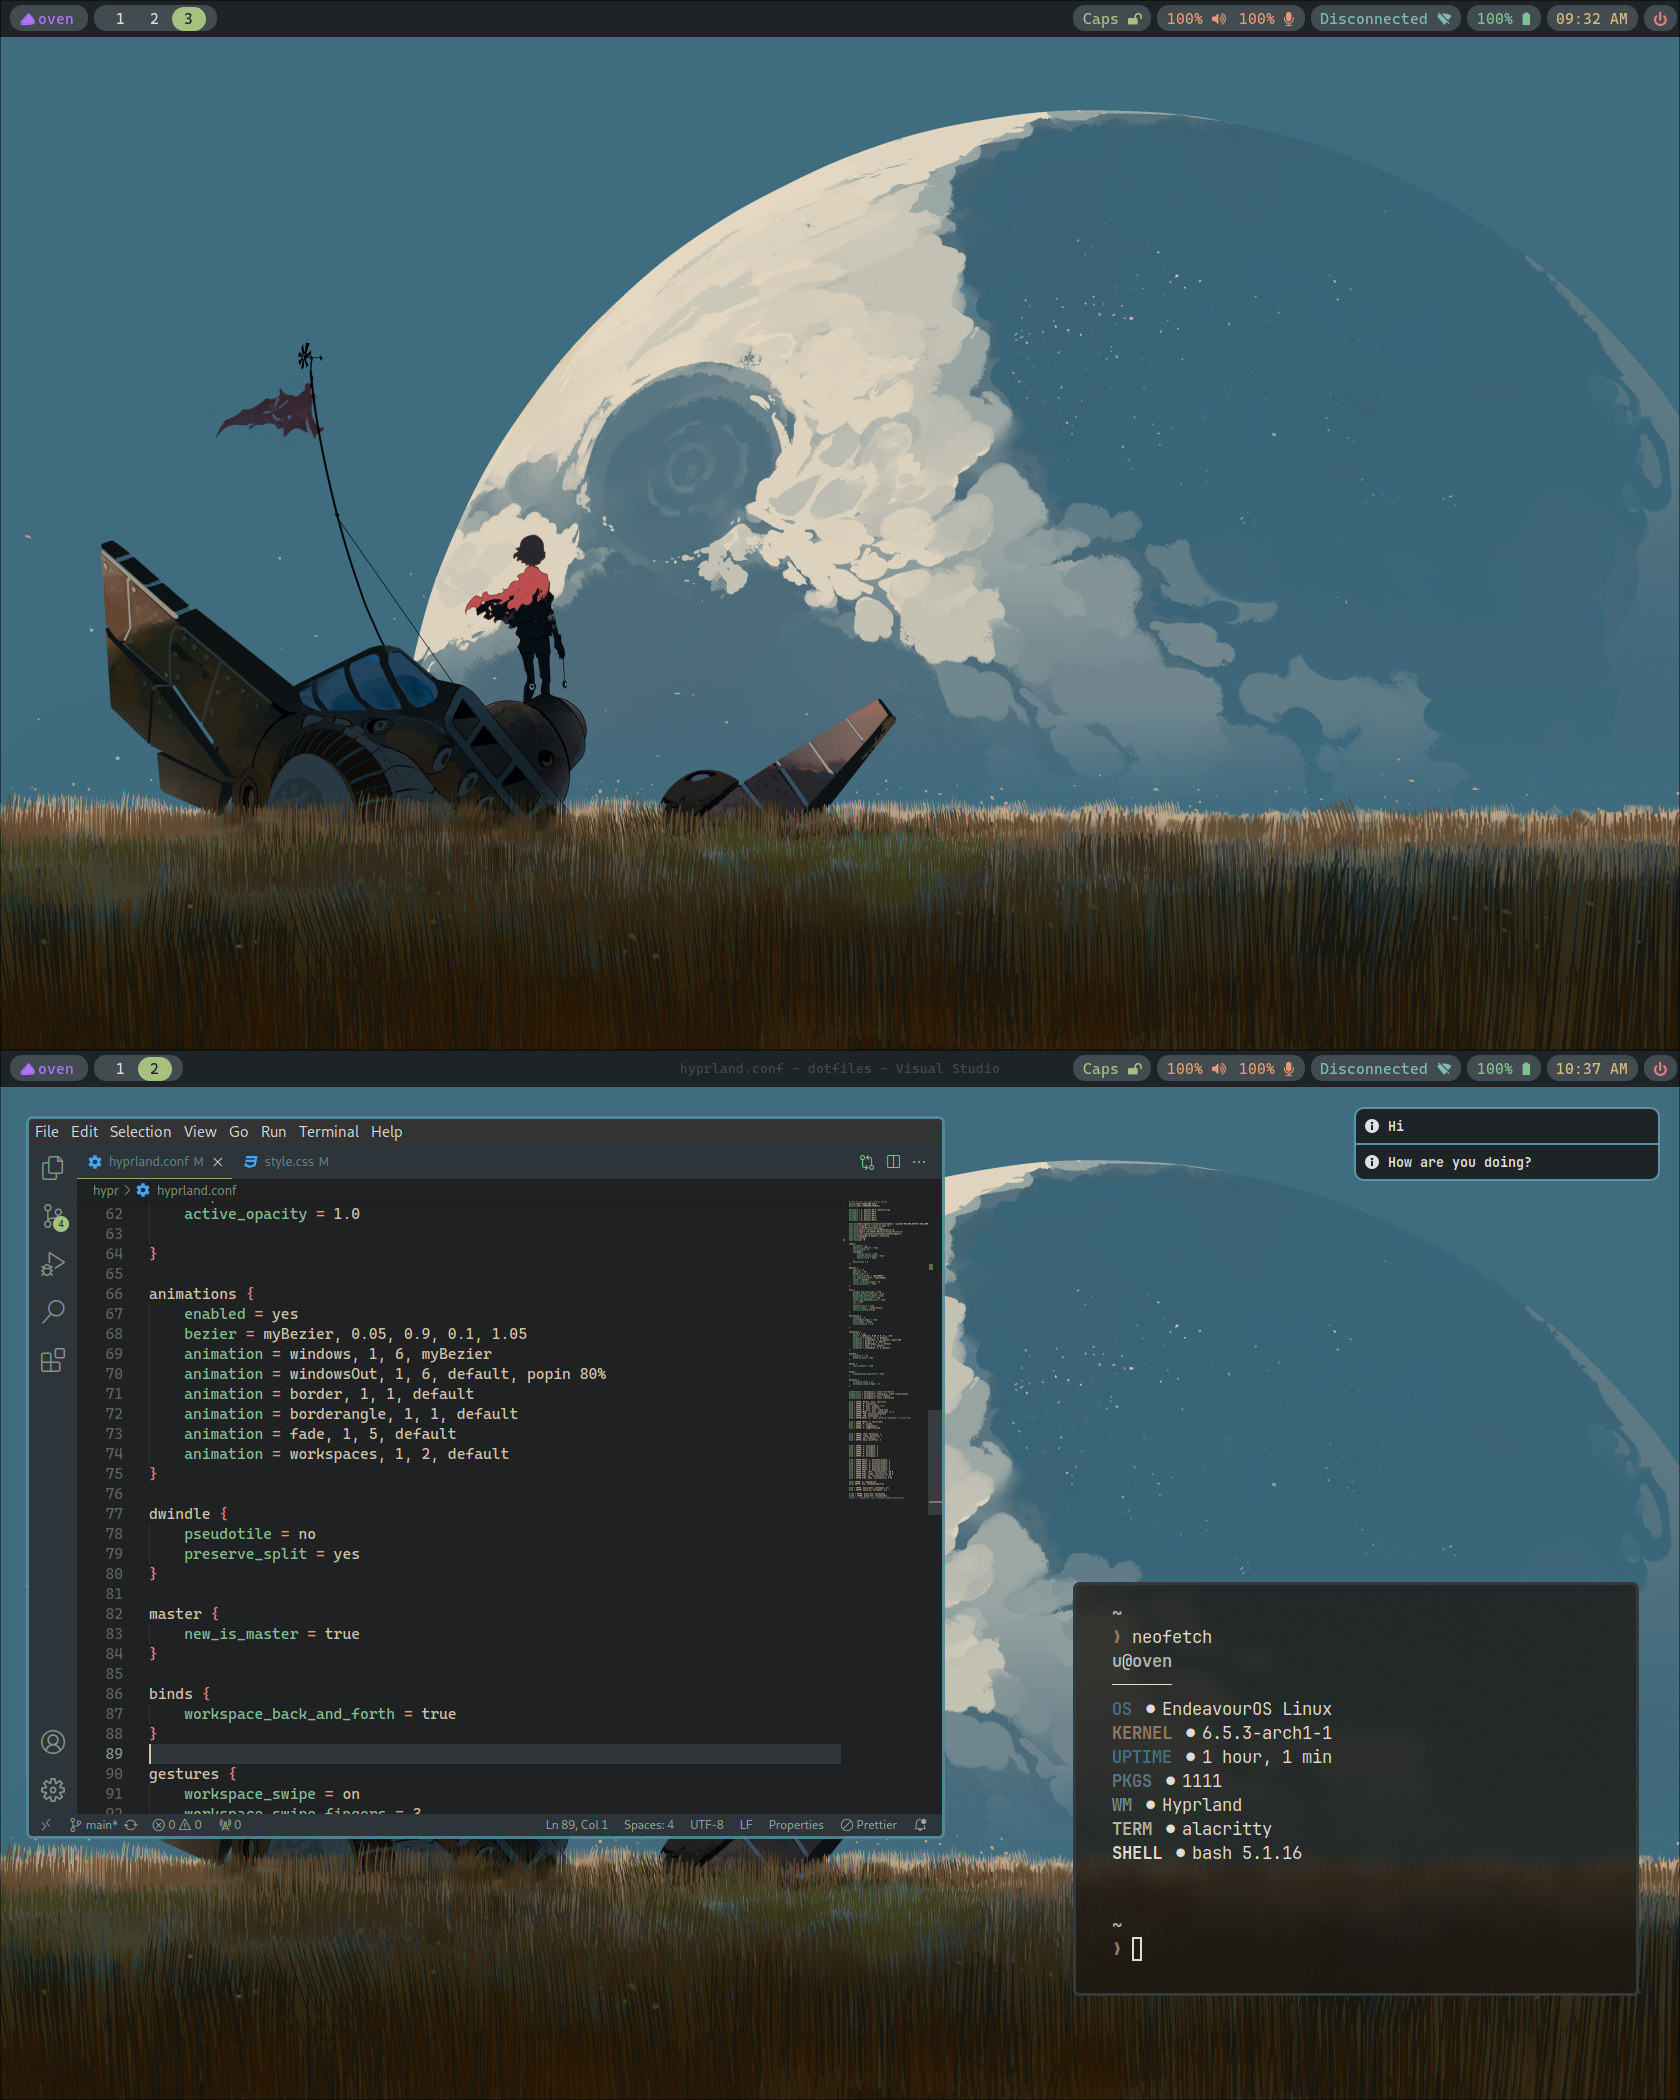 oven 1 2 3 Caps 100% 100% Disconnected 100% 09:32 AM
oven 1 2 hyprland.conf - dotfiles - Visual Studio Caps 100% 100% Disconnected 100% 10:37 AM
Hi
How are you doing?
File Edit Selection View Go Run Terminal Help
hyprland.conf M style.css M
hypr > hyprland.conf
4
62 active_opacity = 1.0
63
64 }
65
66 animations {
67 enabled = yes
68 bezier = myBezier, 0.05, 0.9, 0.1, 1.05
69 animation = windows, 1, 6, myBezier
70 animation = windowsOut, 1, 6, default, popin 80%
71 animation = border, 1, 1, default
72 animation = borderangle, 1, 1, default
73 animation = fade, 1, 5, default
74 animation = workspaces, 1, 2, default
75 }
76
77 dwindle {
78 pseudotile = no
79 preserve_split = yes
80 }
81
82 master {
83 new_is_master = true
84 }
85
86 binds {
87 workspace_back_and_forth = true
88 }
89
90 gestures {
91 workspace_swipe = on
92 workspace_swipe_fingers = 3
main* 0 0 0 Ln 89, Col 1 Spaces: 4 UTF-8 LF Properties Prettier
~
❯ neofetch
u@oven
OS ● EndeavourOS Linux
KERNEL ● 6.5.3-arch1-1
UPTIME ● 1 hour, 1 min
PKGS ● 1111
WM ● Hyprland
TERM ● alacritty
SHELL ● bash 5.1.16
~
❯